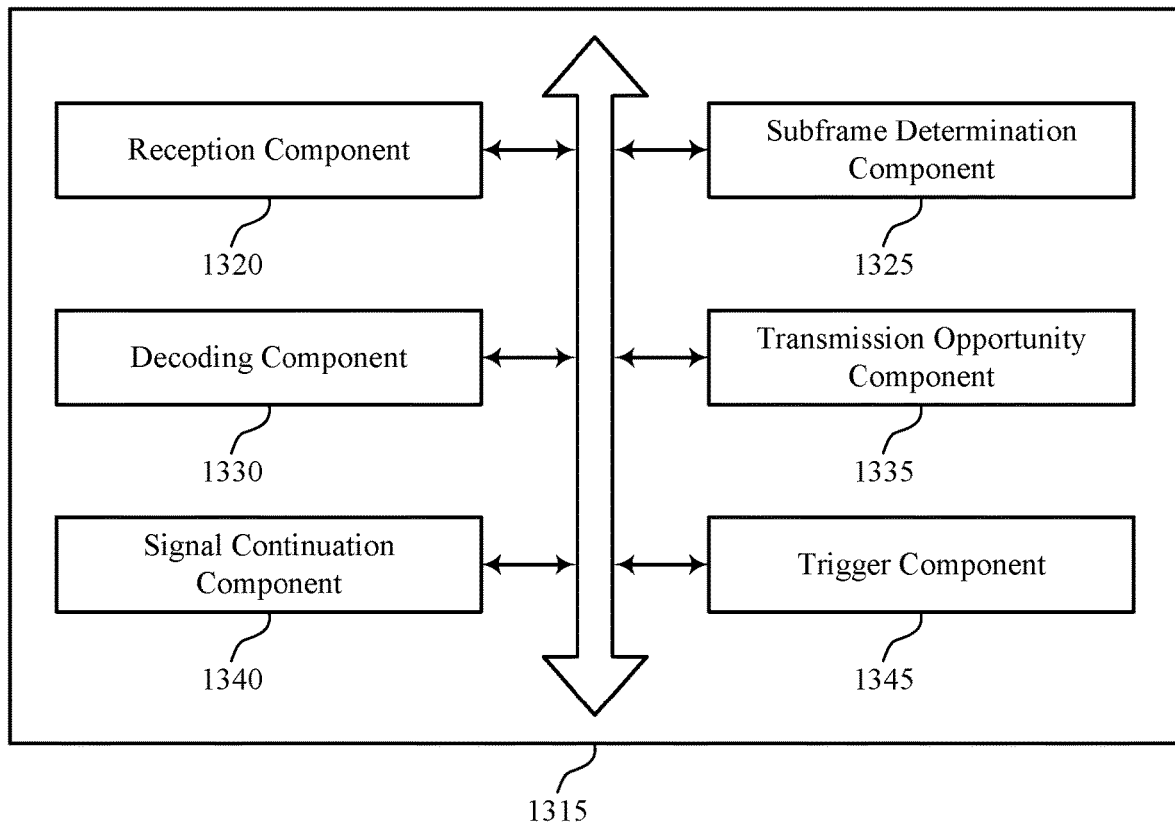 Reception Component
1320
Subframe Determination
Component
1325
Decoding Component
1330
Transmission Opportunity
Component
1335
Signal Continuation
Component
1340
Trigger Component
1345
1315